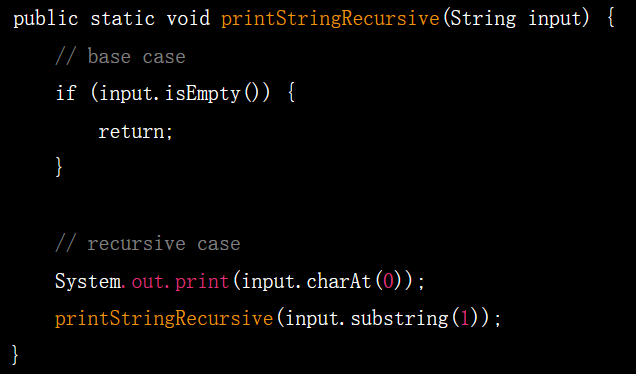 public static void printStringRecursive(String input) {
    // base case
    if (input.isEmpty()) {
        return;
    }

    // recursive case
    System.out.print(input.charAt(0));
    printStringRecursive(input.substring(1));
}